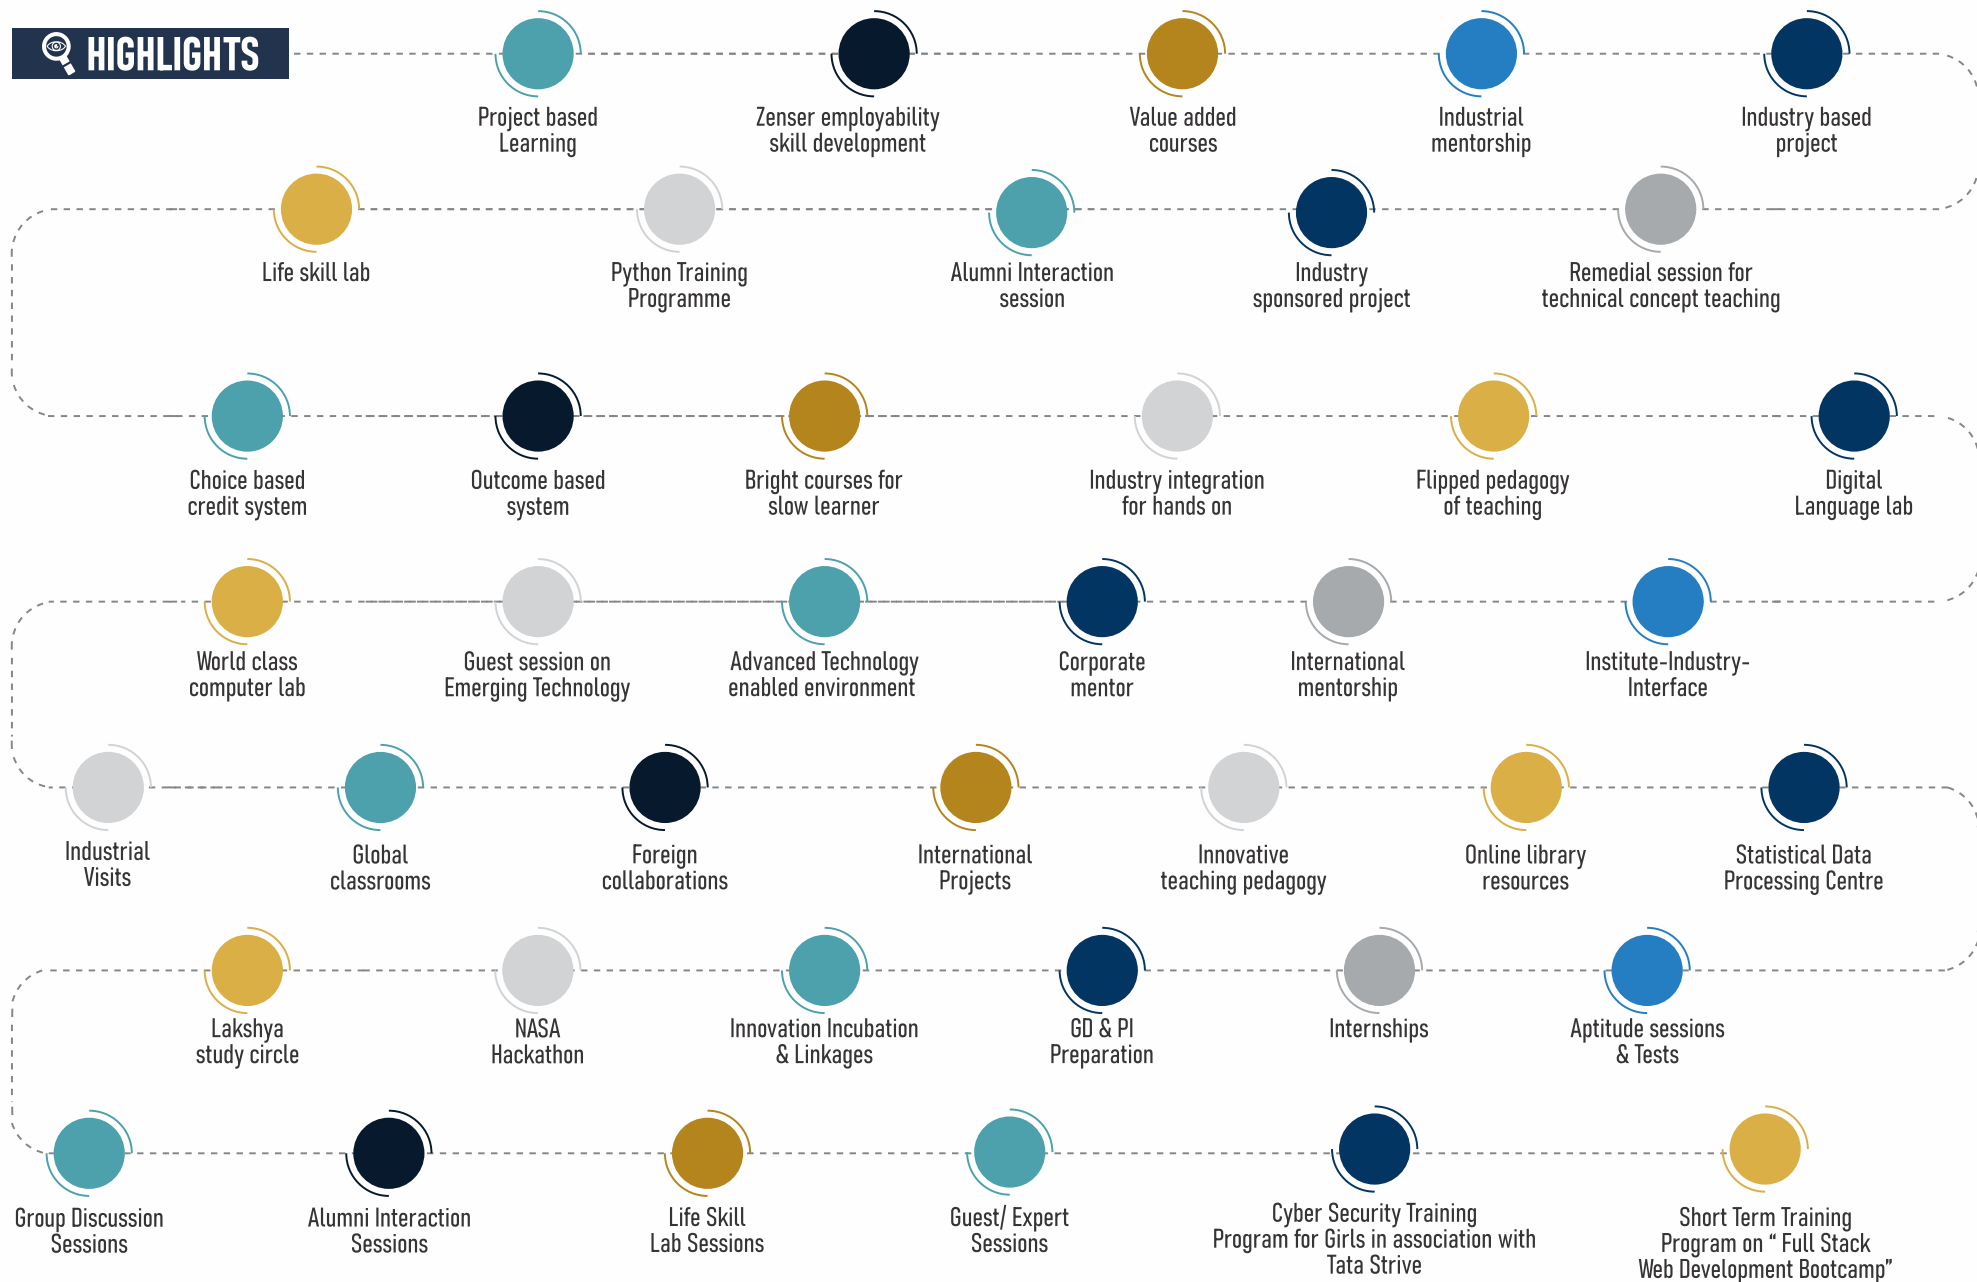 HIGHLIGHTS
Project based
Learning
Zenser employability
skill development
Value added
courses
Industrial
mentorship
Industry based
project
Life skill lab
Python Training
Programme
Alumni Interaction
session
Industry
sponsored project
Remedial session for
technical concept teaching
Choice based
credit system
Outcome based
system
Bright courses for
slow learner
Industry integration
for hands on
Flipped pedagogy
of teaching
Digital
Language lab
World class
computer lab
Guest session on
Emerging Technology
Advanced Technology
enabled environment
Corporate
mentor
International
mentorship
Institute-Industry-
Interface
Industrial
Visits
Global
classrooms
Foreign
collaborations
International
Projects
Innovative
teaching pedagogy
Online library
resources
Statistical Data
Processing Centre
Lakshya
study circle
NASA
Hackathon
Innovation Incubation
& Linkages
GD & PI
Preparation
Internships
Aptitude sessions
& Tests
Group Discussion
Sessions
Alumni Interaction
Sessions
Life Skill
Lab Sessions
Guest/ Expert
Sessions
Cyber Security Training
Program for Girls in association with
Tata Strive
Short Term Training
Program on “ Full Stack
Web Development Bootcamp”